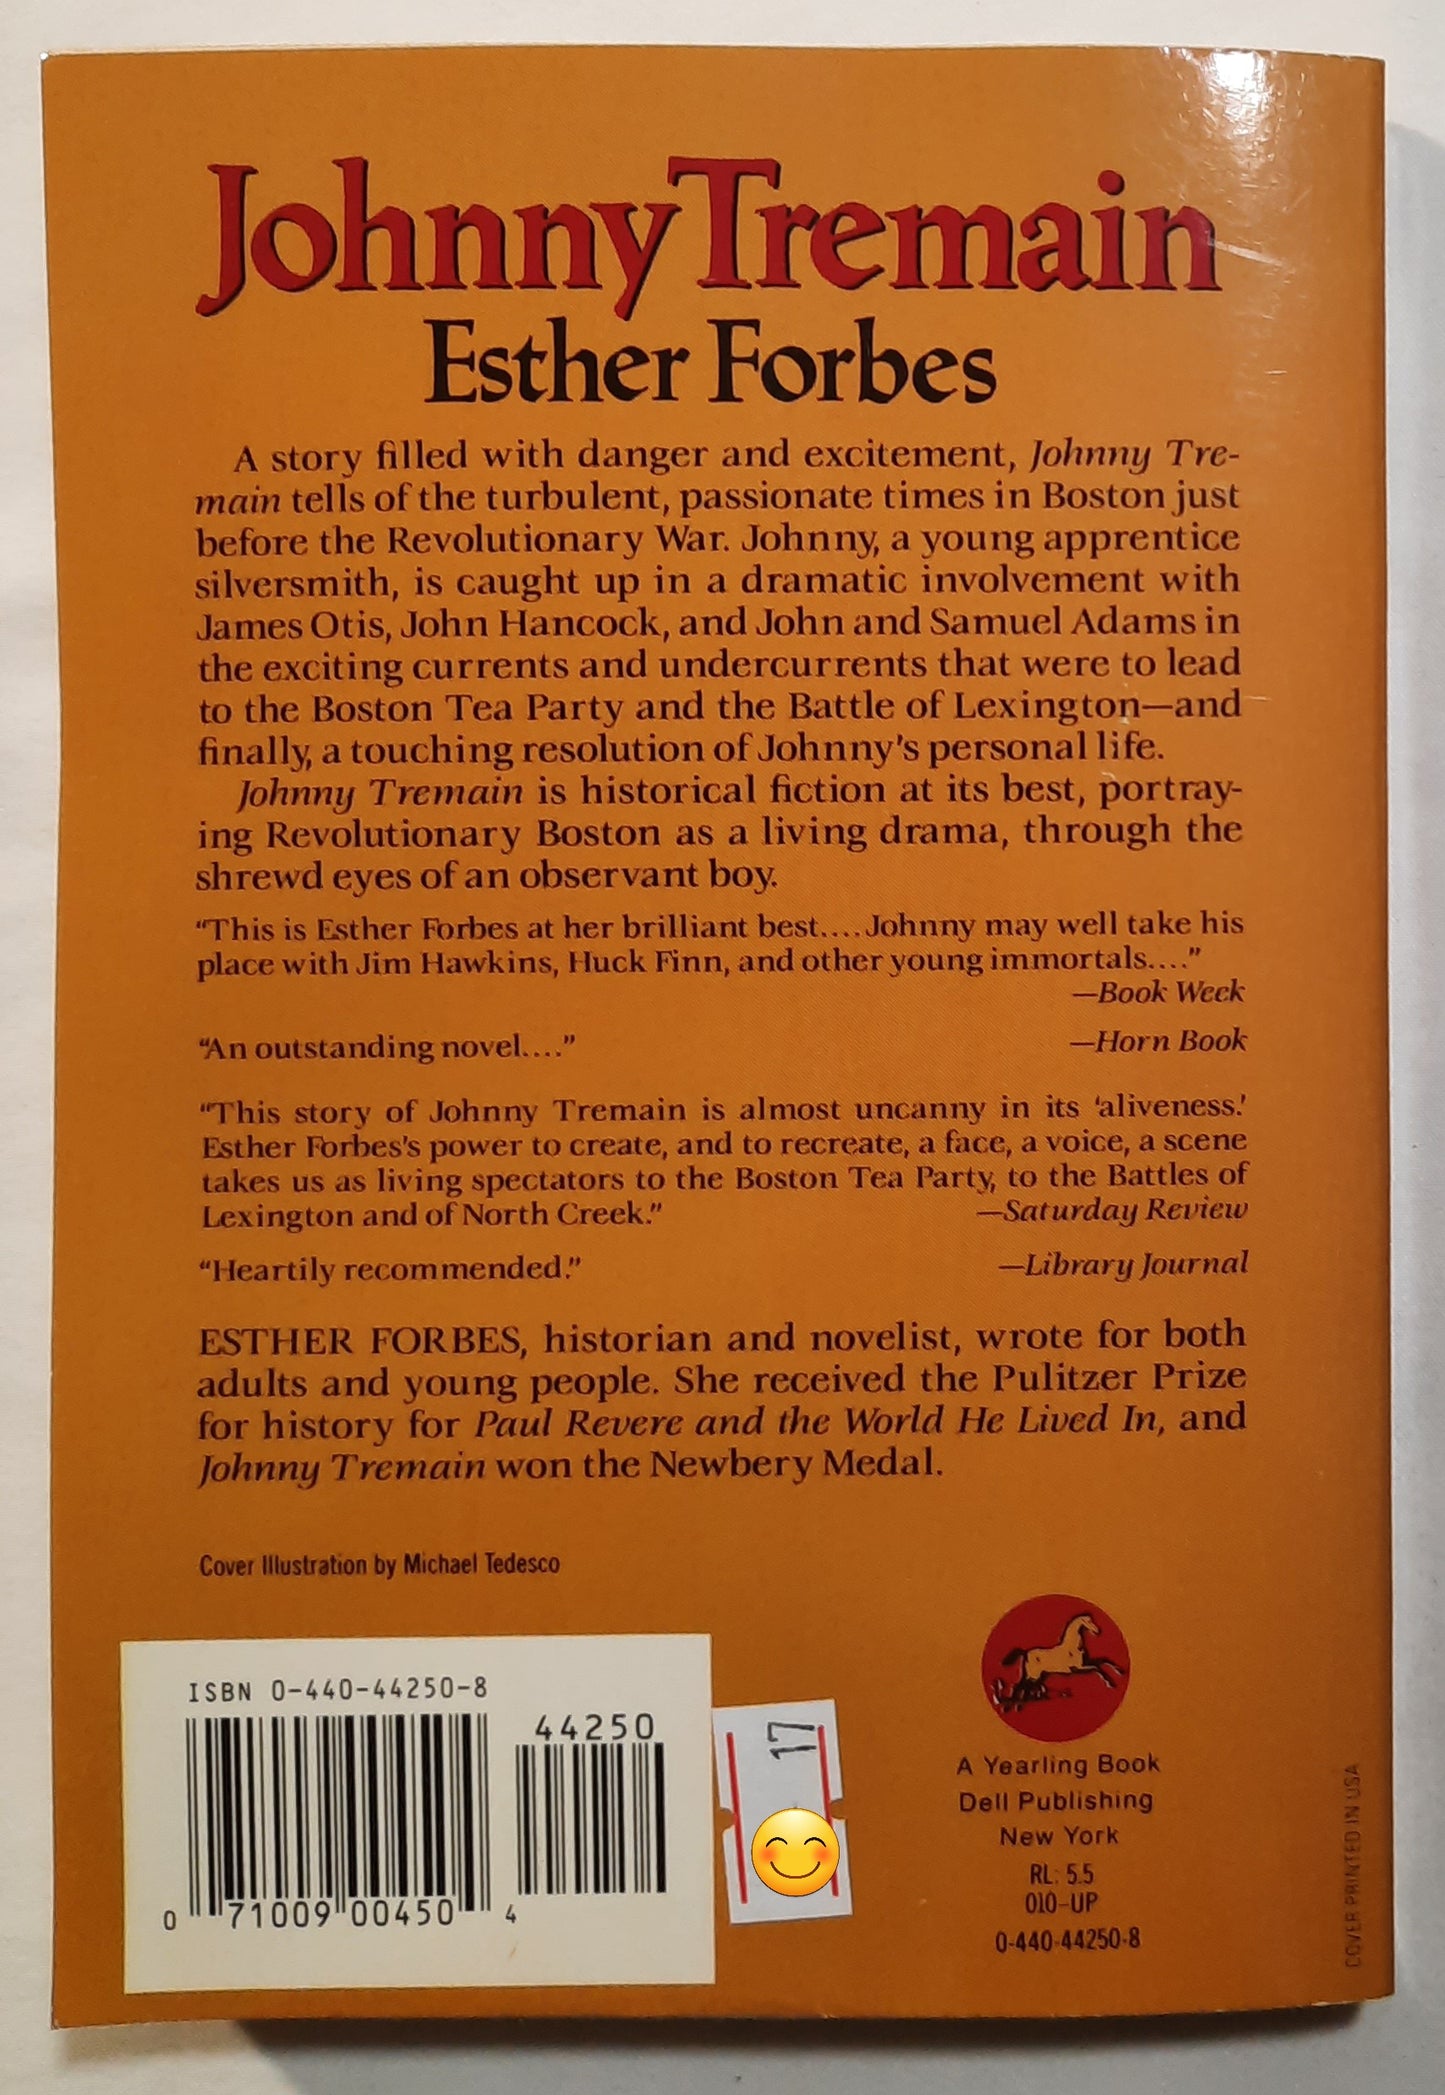 Johnny Tremain
Esther Forbes
A story filled with danger and excitement, Johnny Tre-
main tells of the turbulent, passionate times in Boston just
before the Revolutionary War. Johnny, a young apprentice
silversmith, is caught up in a dramatic involvement with
James Otis, John Hancock, and John and Samuel Adams in
the exciting currents and undercurrents that were to lead
to the Boston Tea Party and the Battle of Lexington—and
finally, a touching resolution of Johnny's personal life.
Johnny Tremain is historical fiction at its best, portray-
ing Revolutionary Boston as a living drama, through the
shrewd eyes of an observant boy.
“This is Esther Forbes at her brilliant best....Johnny may well take his
place with Jim Hawkins, Huck Finn, and other young immortals....”
—Book Week
“An outstanding novel....” —Horn Book
“This story of Johnny Tremain is almost uncanny in its ‘aliveness.’
Esther Forbes's power to create, and to recreate, a face, a voice, a scene
takes us as living spectators to the Boston Tea Party, to the Battles of
Lexington and of North Creek.” —Saturday Review
“Heartily recommended.” —Library Journal
ESTHER FORBES, historian and novelist, wrote for both
adults and young people. She received the Pulitzer Prize
for history for Paul Revere and the World He Lived In, and
Johnny Tremain won the Newbery Medal.
Cover Illustration by Michael Tedesco
ISBN 0-440-44250-8
44250
0 71009 00450 4
17
A Yearling Book
Dell Publishing
New York
RL: 5.5
010-UP
0-440-44250-8
COVER PRINTED IN USA